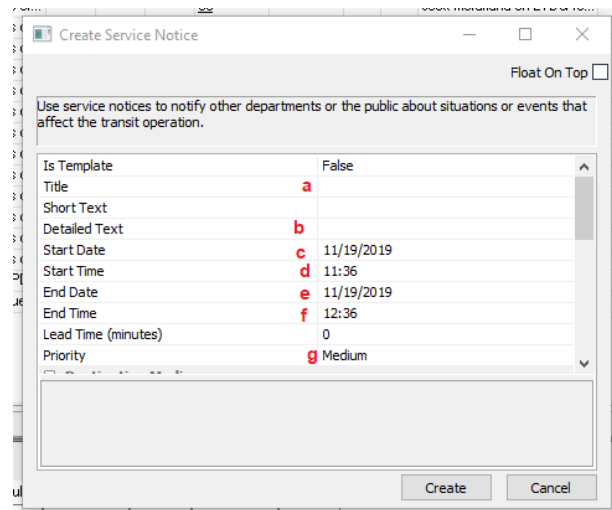 Create Service Notice
Float On Top
Use service notices to notify other departments or the public about situations or events that
affect the transit operation.
Is Template False
Title a
Short Text
Detailed Text b
Start Date c 11/19/2019
Start Time d 11:36
End Date e 11/19/2019
End Time f 12:36
Lead Time (minutes) 0
Priority g Medium
Create Cancel